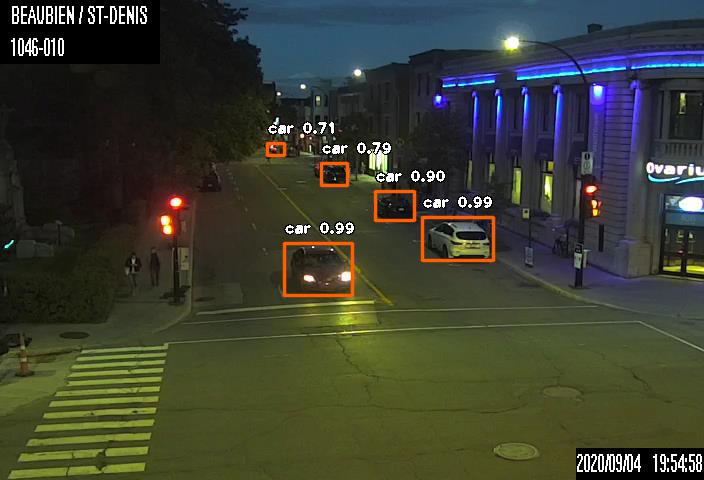 BEAUBIEN / ST-DENIS
1046-010
car 0.71
car 0.79
car 0.90
car 0.99
car 0.99
Ovariu
2020/09/04 19:54:58